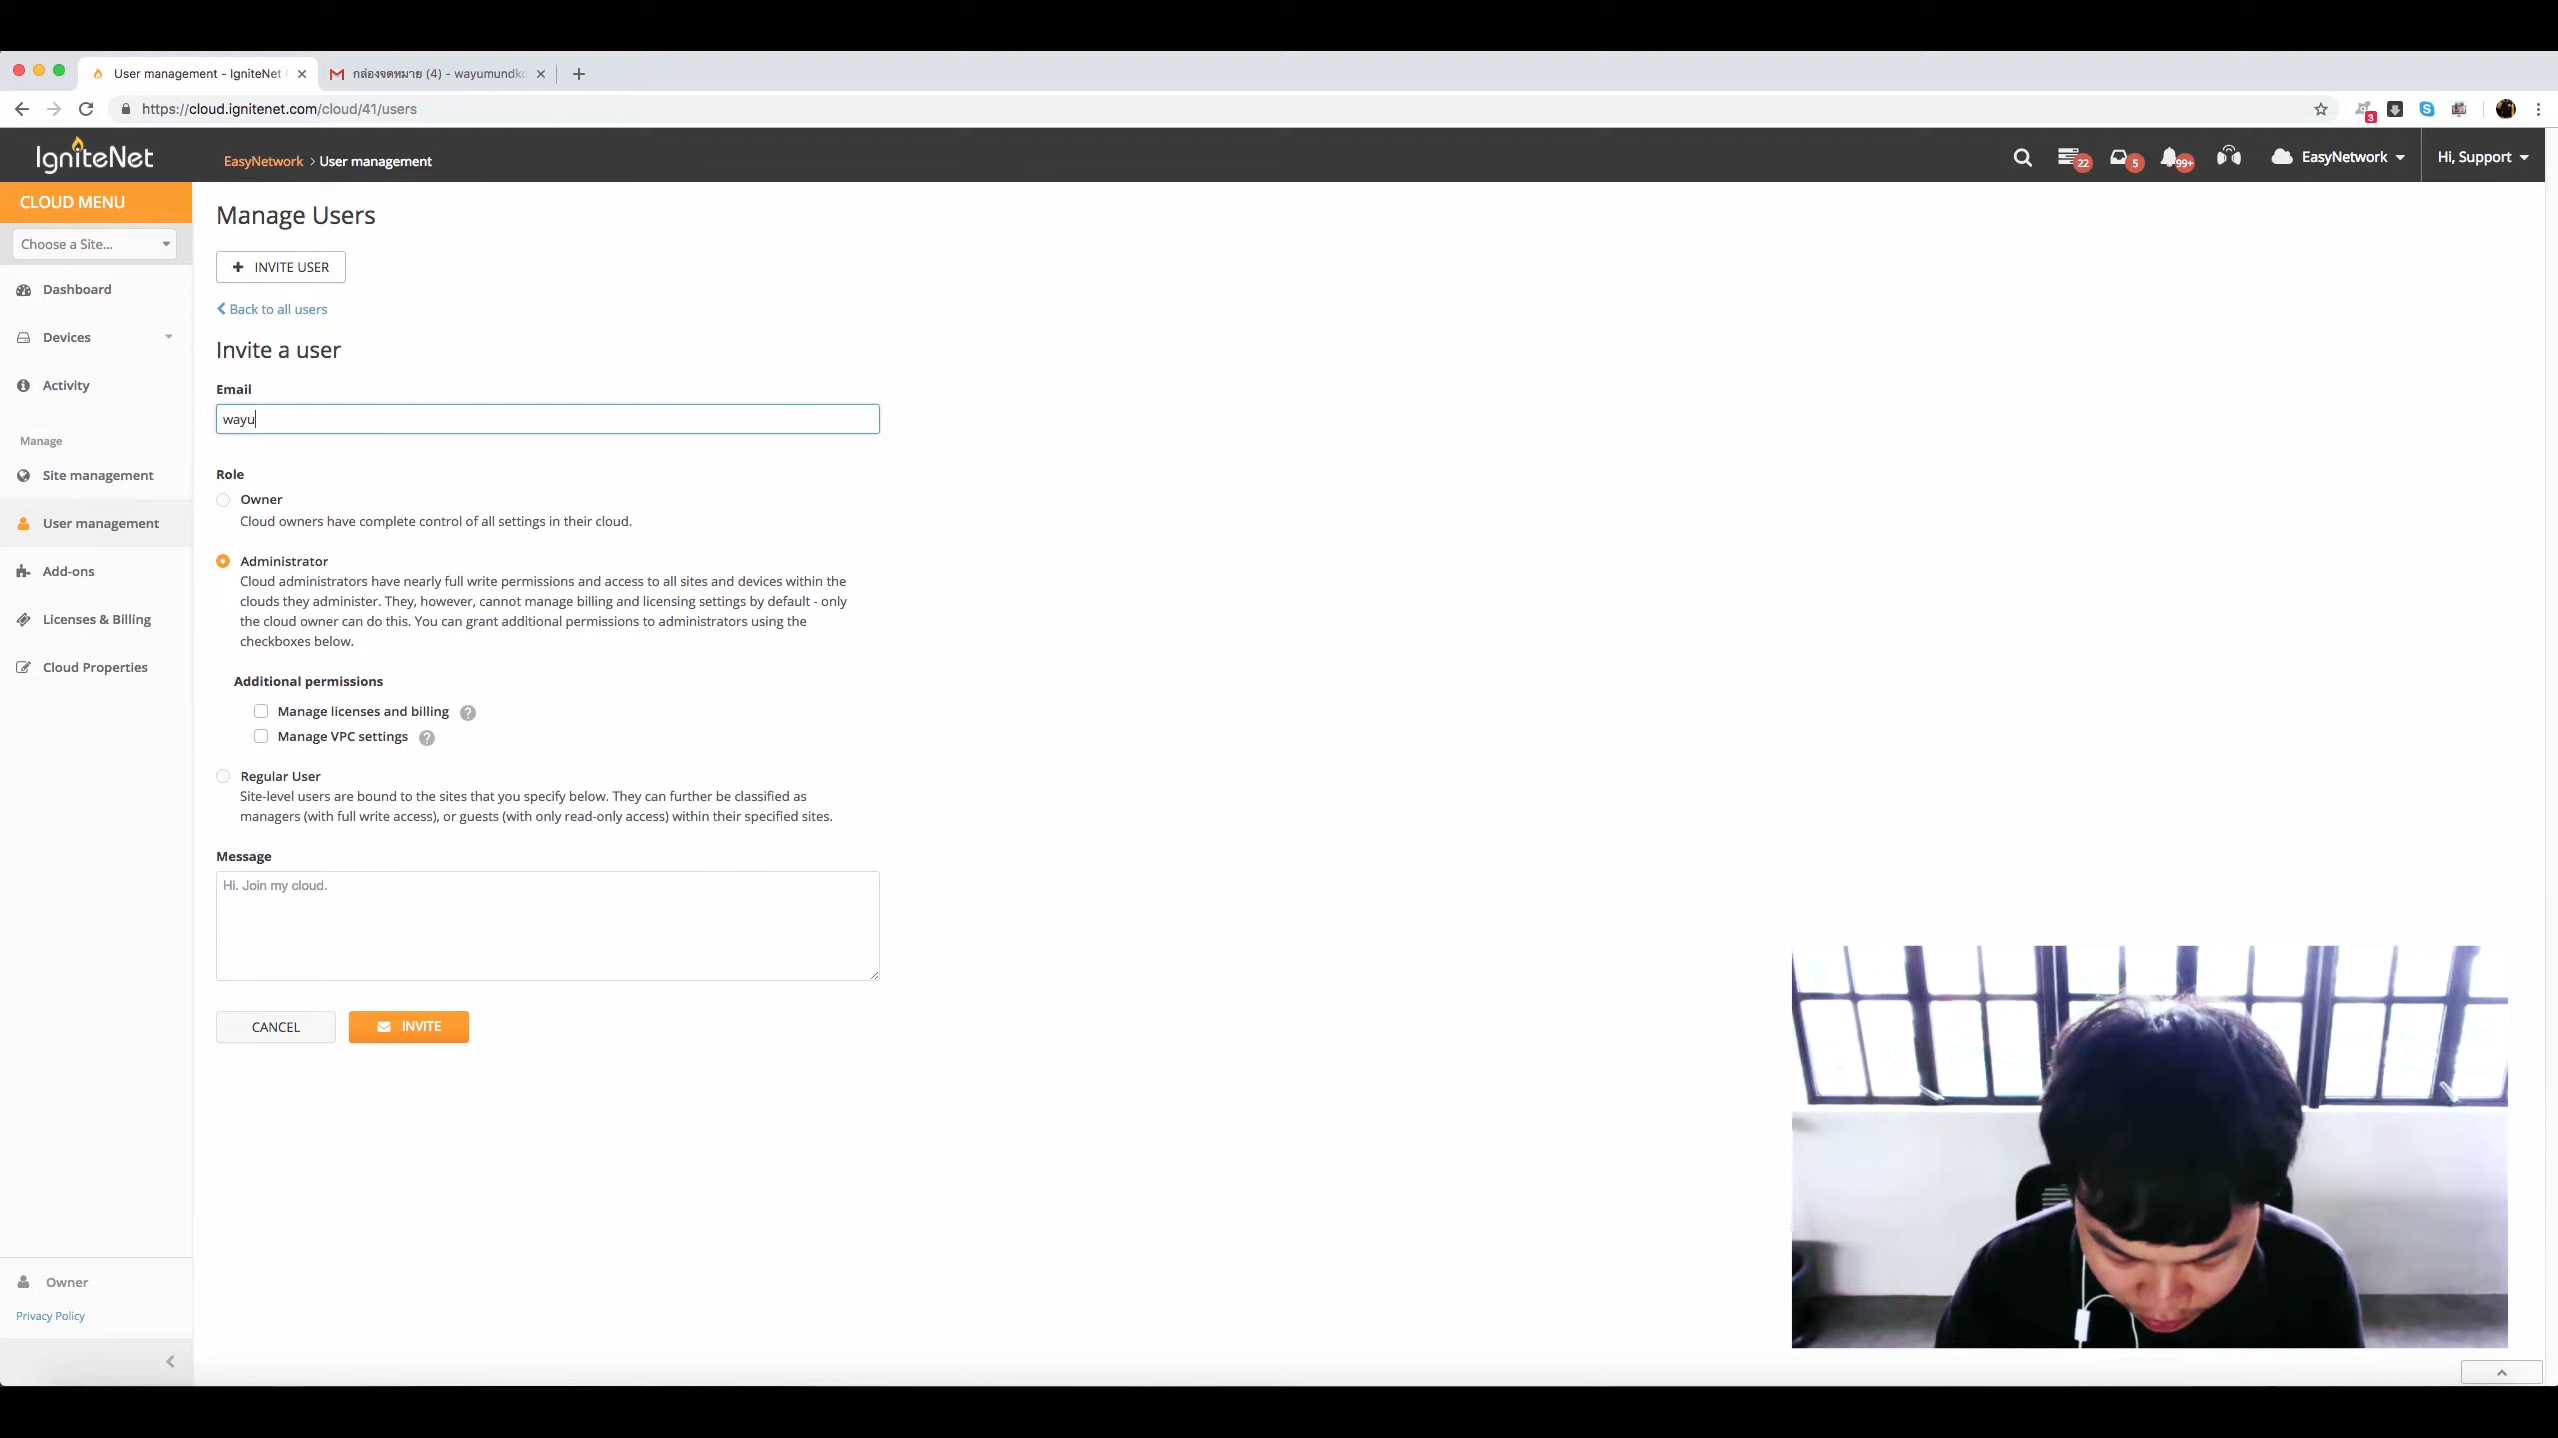 User management - IgniteNet
กล่องจดหมาย (4) - wayumundk
https://cloud.ignitenet.com/cloud/41/users
3
IgniteNet
EasyNetwork > User management
22
5
99+
EasyNetwork
Hi, Support
CLOUD MENU
Choose a Site...
Dashboard
Devices
Activity
Manage
Site management
User management
Add-ons
Licenses & Billing
Cloud Properties
Owner
Privacy Policy
Manage Users
INVITE USER
Back to all users
Invite a user
Email
wayu
Role
Owner
Cloud owners have complete control of all settings in their cloud.
Administrator
Cloud administrators have nearly full write permissions and access to all sites and devices within the
clouds they administer. They, however, cannot manage billing and licensing settings by default - only
the cloud owner can do this. You can grant additional permissions to administrators using the
checkboxes below.
Additional permissions
Manage licenses and billing ?
Manage VPC settings ?
Regular User
Site-level users are bound to the sites that you specify below. They can further be classified as
managers (with full write access), or guests (with only read-only access) within their specified sites.
Message
Hi. Join my cloud.
CANCEL
INVITE